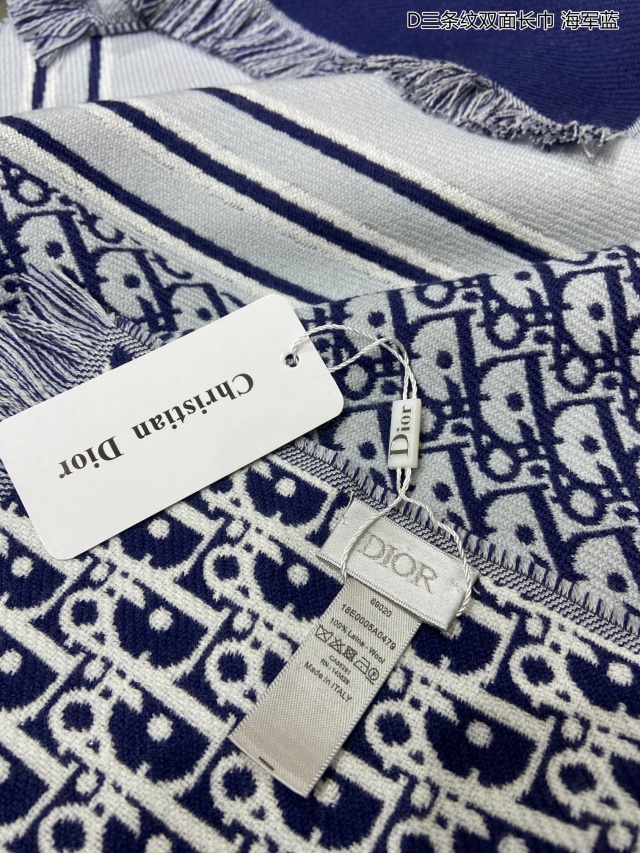 D三条纹双面长巾 海军蓝
Christian Dior
Dior
DIOR
69020
18E0005A0479
100% Laine - Wool
Made in ITALY